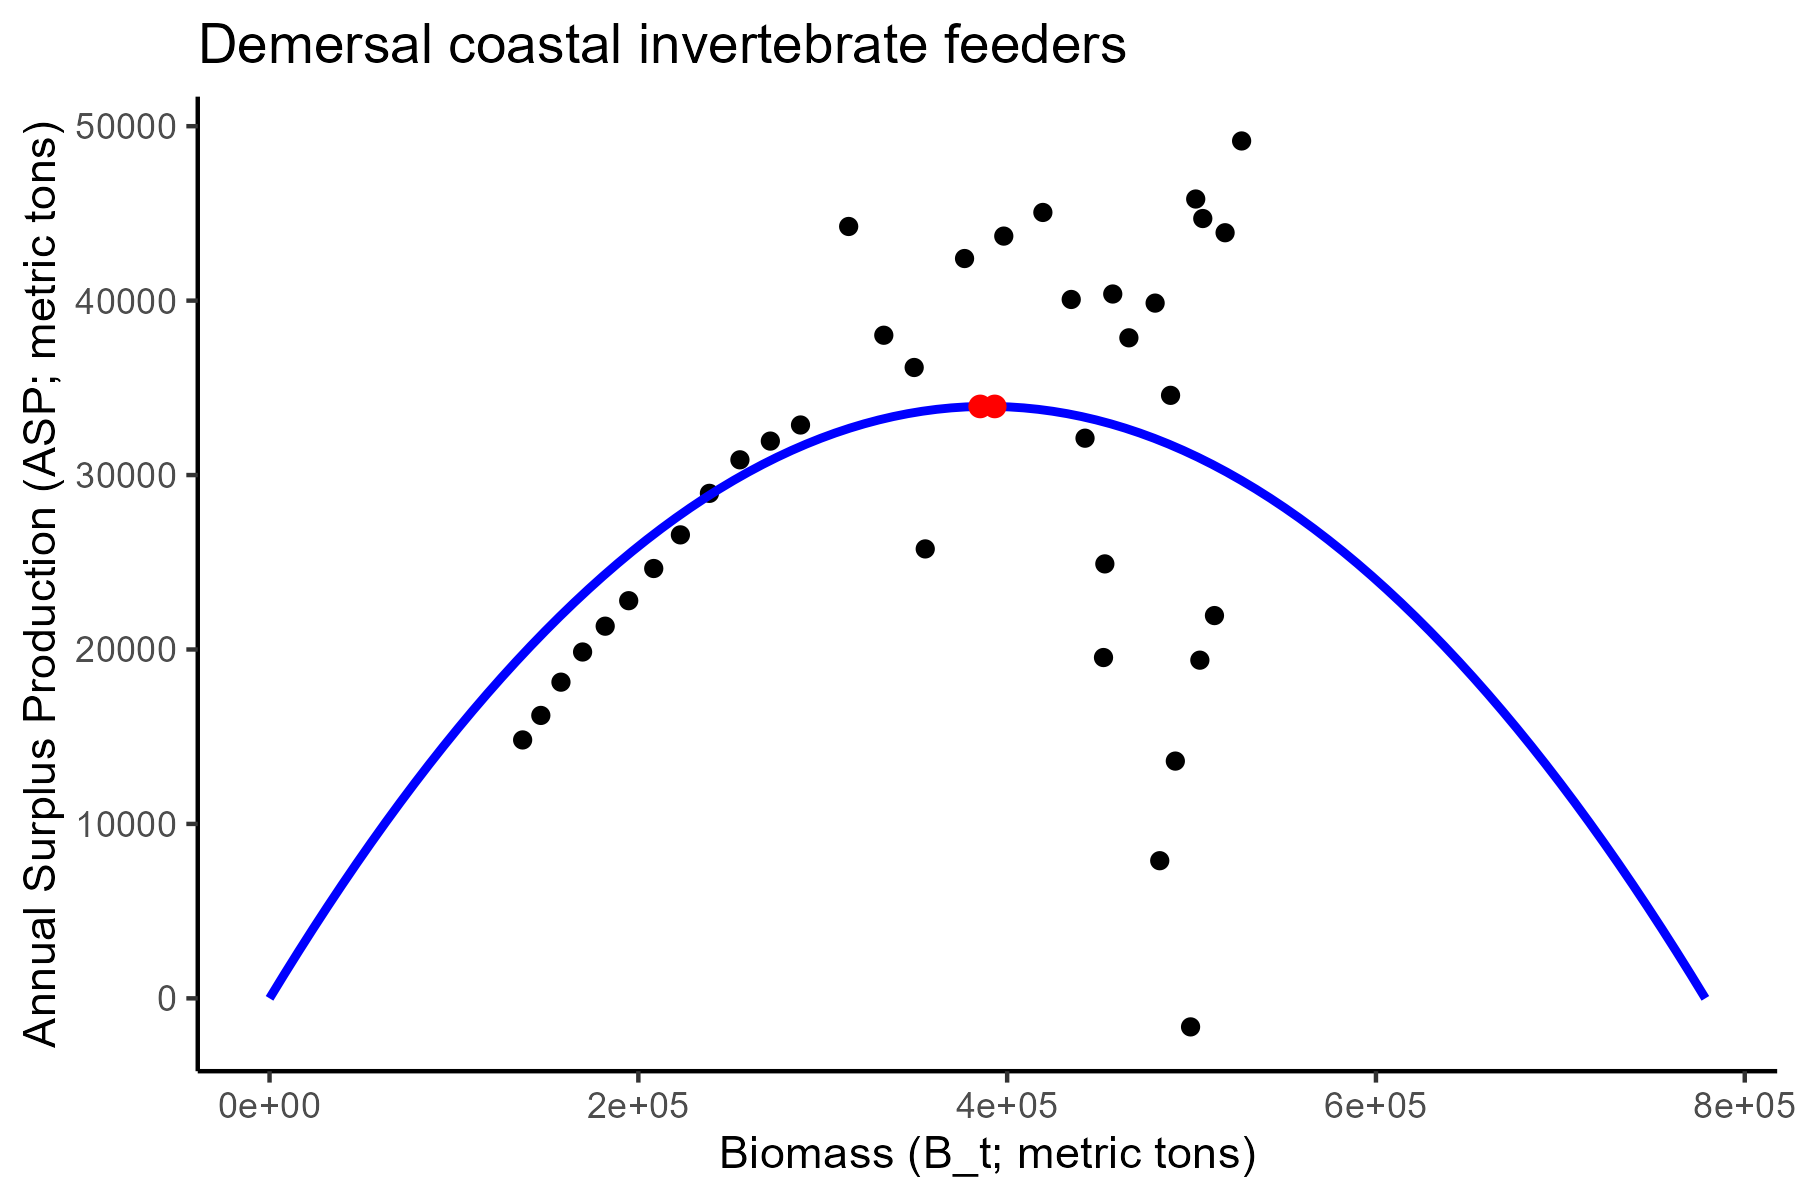 Demersal coastal invertebrate feeders
Annual Surplus Production (ASP; metric tons)
50000
40000
30000
20000
10000
0
0e+00 2e+05 4e+05 6e+05 8e+05
Biomass (B_t; metric tons)